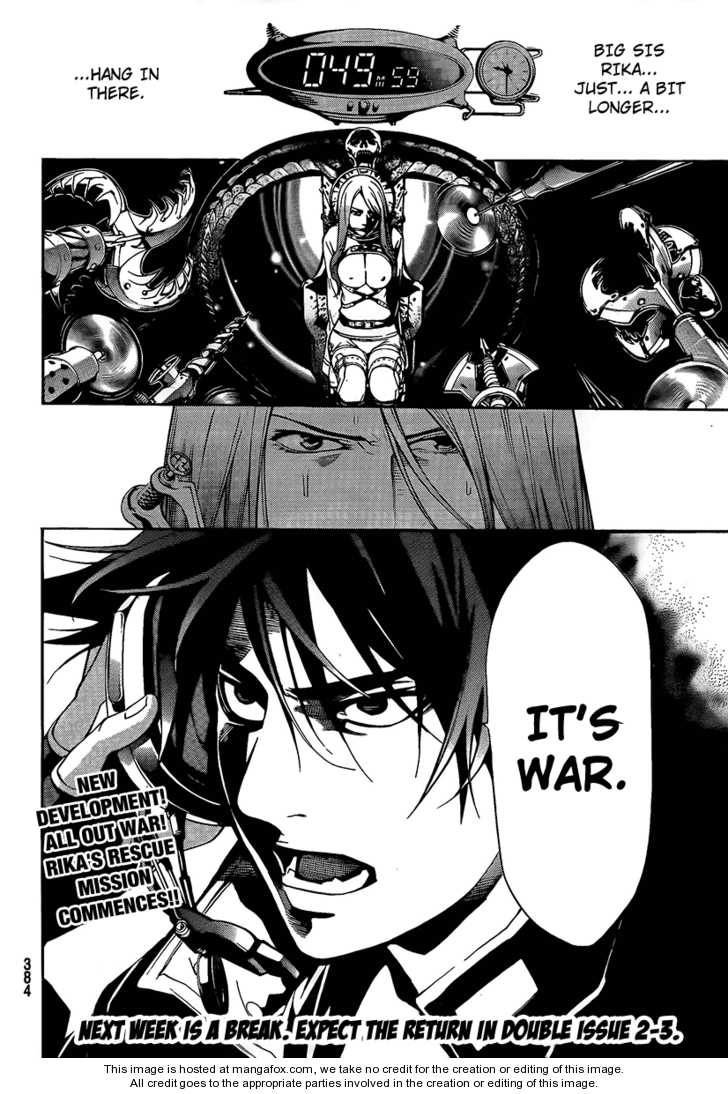 BIG SIS
RIKA...
JUST... A BIT
LONGER...
...HANG IN
THERE.
049 M 59
IT'S
WAR.
NEW
DEVELOPMENT!
ALL OUT WAR!
RIKA'S RESCUE
MISSION
COMMENCES!!
384
NEXT WEEK IS A BREAK. EXPECT THE RETURN IN DOUBLE ISSUE 2-3.
This image is hosted at mangafox.com, we take no credit for the creation or editing of this image.
All credit goes to the appropriate parties involved in the creation or editing of this image.